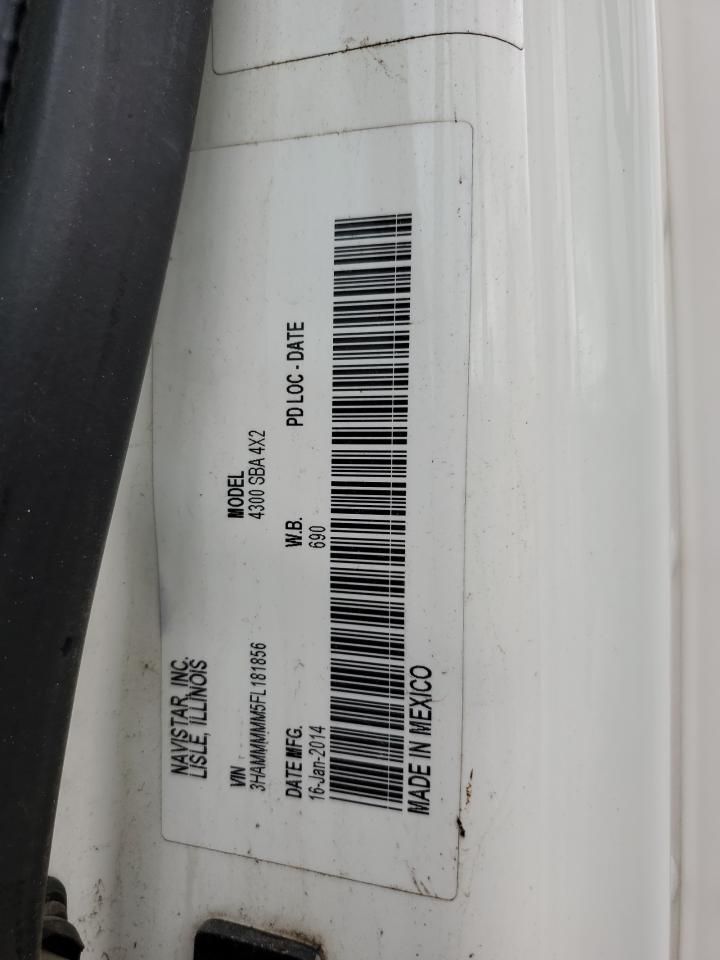 NAVISTAR, INC.
LISLE, ILLINOIS
VIN MODEL
3HAMMMMM5FL181856 4300 SBA 4X2
DATE MFG. W.B. PD LOC - DATE
16-Jan-2014 690
MADE IN MEXICO